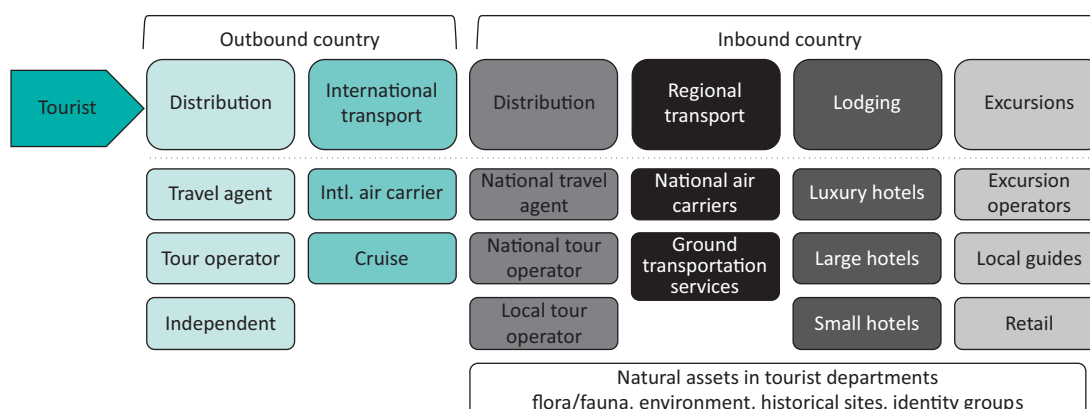 Outbound country
Inbound country
Tourist
Distribution
International
transport
Distribution
Regional
transport
Lodging
Excursions
Travel agent
Intl. air carrier
National travel
agent
National air
carriers
Luxury hotels
Excursion
operators
Tour operator
Cruise
National tour
operator
Ground
transportation
services
Large hotels
Local guides
Independent
Local tour
operator
Small hotels
Retail
Natural assets in tourist departments
flora/fauna, environment, historical sites, identity groups